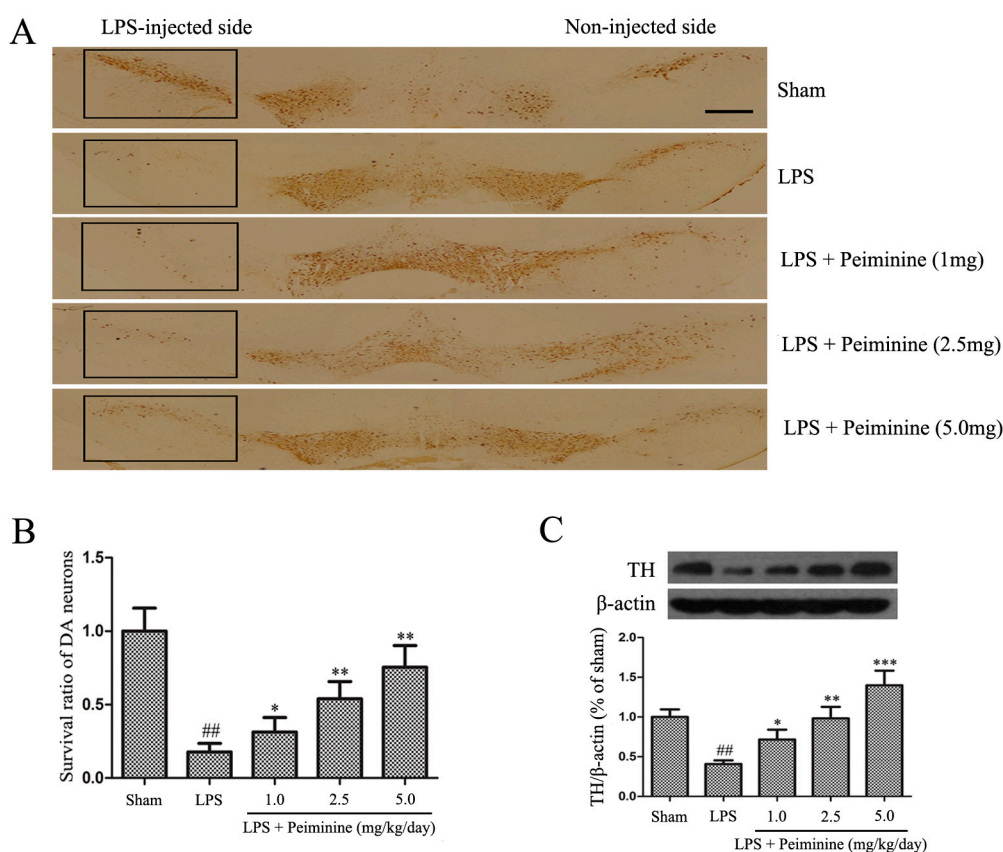 A
LPS-injected side
Non-injected side
Sham
LPS
LPS + Peiminine (1mg)
LPS + Peiminine (2.5mg)
LPS + Peiminine (5.0mg)
B
Survival ratio of DA neurons
1.5
1.0
0.5
0.0
##
*
**
**
Sham
LPS
1.0
2.5
5.0
LPS + Peiminine (mg/kg/day)
C
TH
β-actin
TH/β-actin (% of sham)
2.0
1.5
1.0
0.5
0.0
##
*
**
***
Sham
LPS
1.0
2.5
5.0
LPS + Peiminine (mg/kg/day)